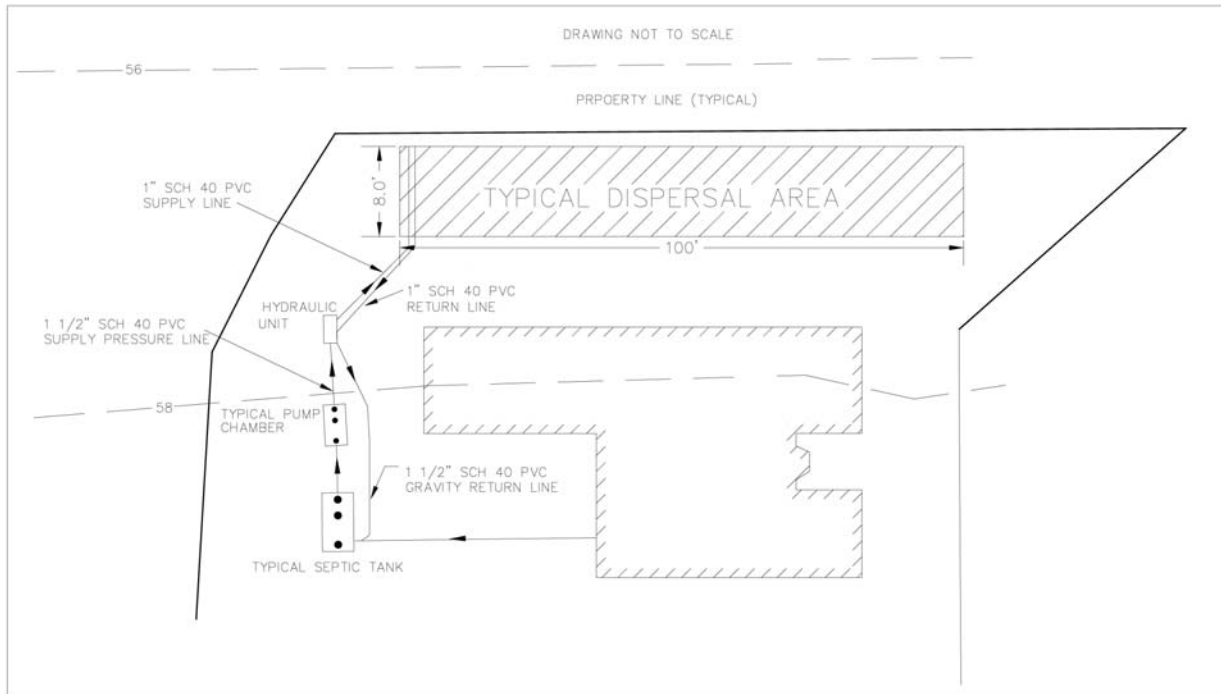 DRAWING NOT TO SCALE
56
PRPOERTY LINE (TYPICAL)
1" SCH 40 PVC
SUPPLY LINE
8.0'
TYPICAL DISPERSAL AREA
100'
1" SCH 40 PVC
RETURN LINE
HYDRAULIC
UNIT
1 1/2" SCH 40 PVC
SUPPLY PRESSURE LINE
58
TYPICAL PUMP
CHAMBER
1 1/2" SCH 40 PVC
GRAVITY RETURN LINE
TYPICAL SEPTIC TANK